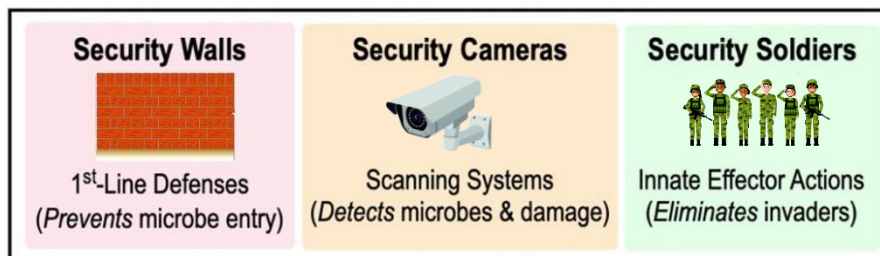 Security Walls
1st-Line Defenses
(Prevents microbe entry)
Security Cameras
Scanning Systems
(Detects microbes & damage)
Security Soldiers
Innate Effector Actions
(Eliminates invaders)